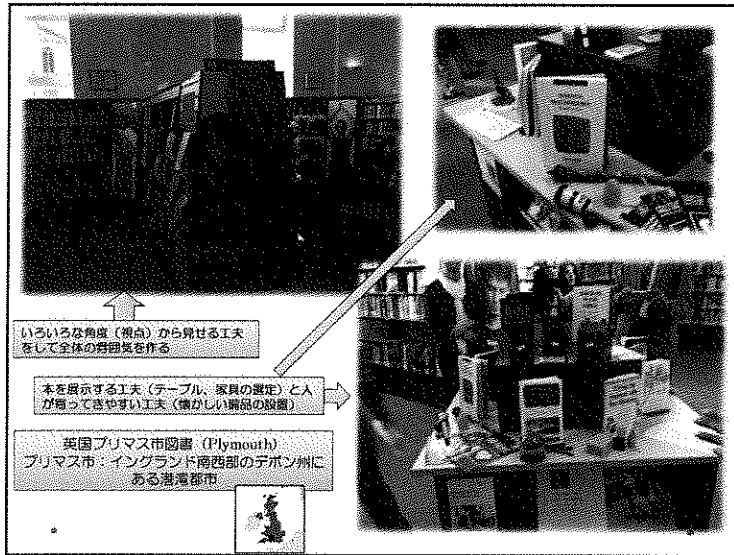 いろいろな角度（視点）から見せる工夫
をして全体の雰囲気を作る
本を展示する工夫（テーブル、家具の選定）と人
が寄ってきやすい工夫（懐かしい備品の設置）
英国プリマス市図書（Plymouth）
プリマス市：イングランド南西部のデボン州に
ある港湾都市